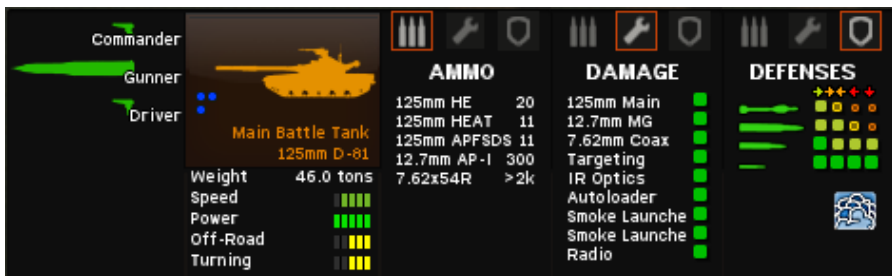 Commander
Gunner
Driver
Main Battle Tank
125mm D-81
Weight 46.0 tons
Speed
Power
Off-Road
Turning
AMMO
125mm HE 20
125mm HEAT 11
125mm APFSDS 11
12.7mm AP-I 300
7.62x54R >2k
DAMAGE
125mm Main
12.7mm MG
7.62mm Coax
Targeting
IR Optics
Autoloader
Smoke Launche
Smoke Launche
Radio
DEFENSES